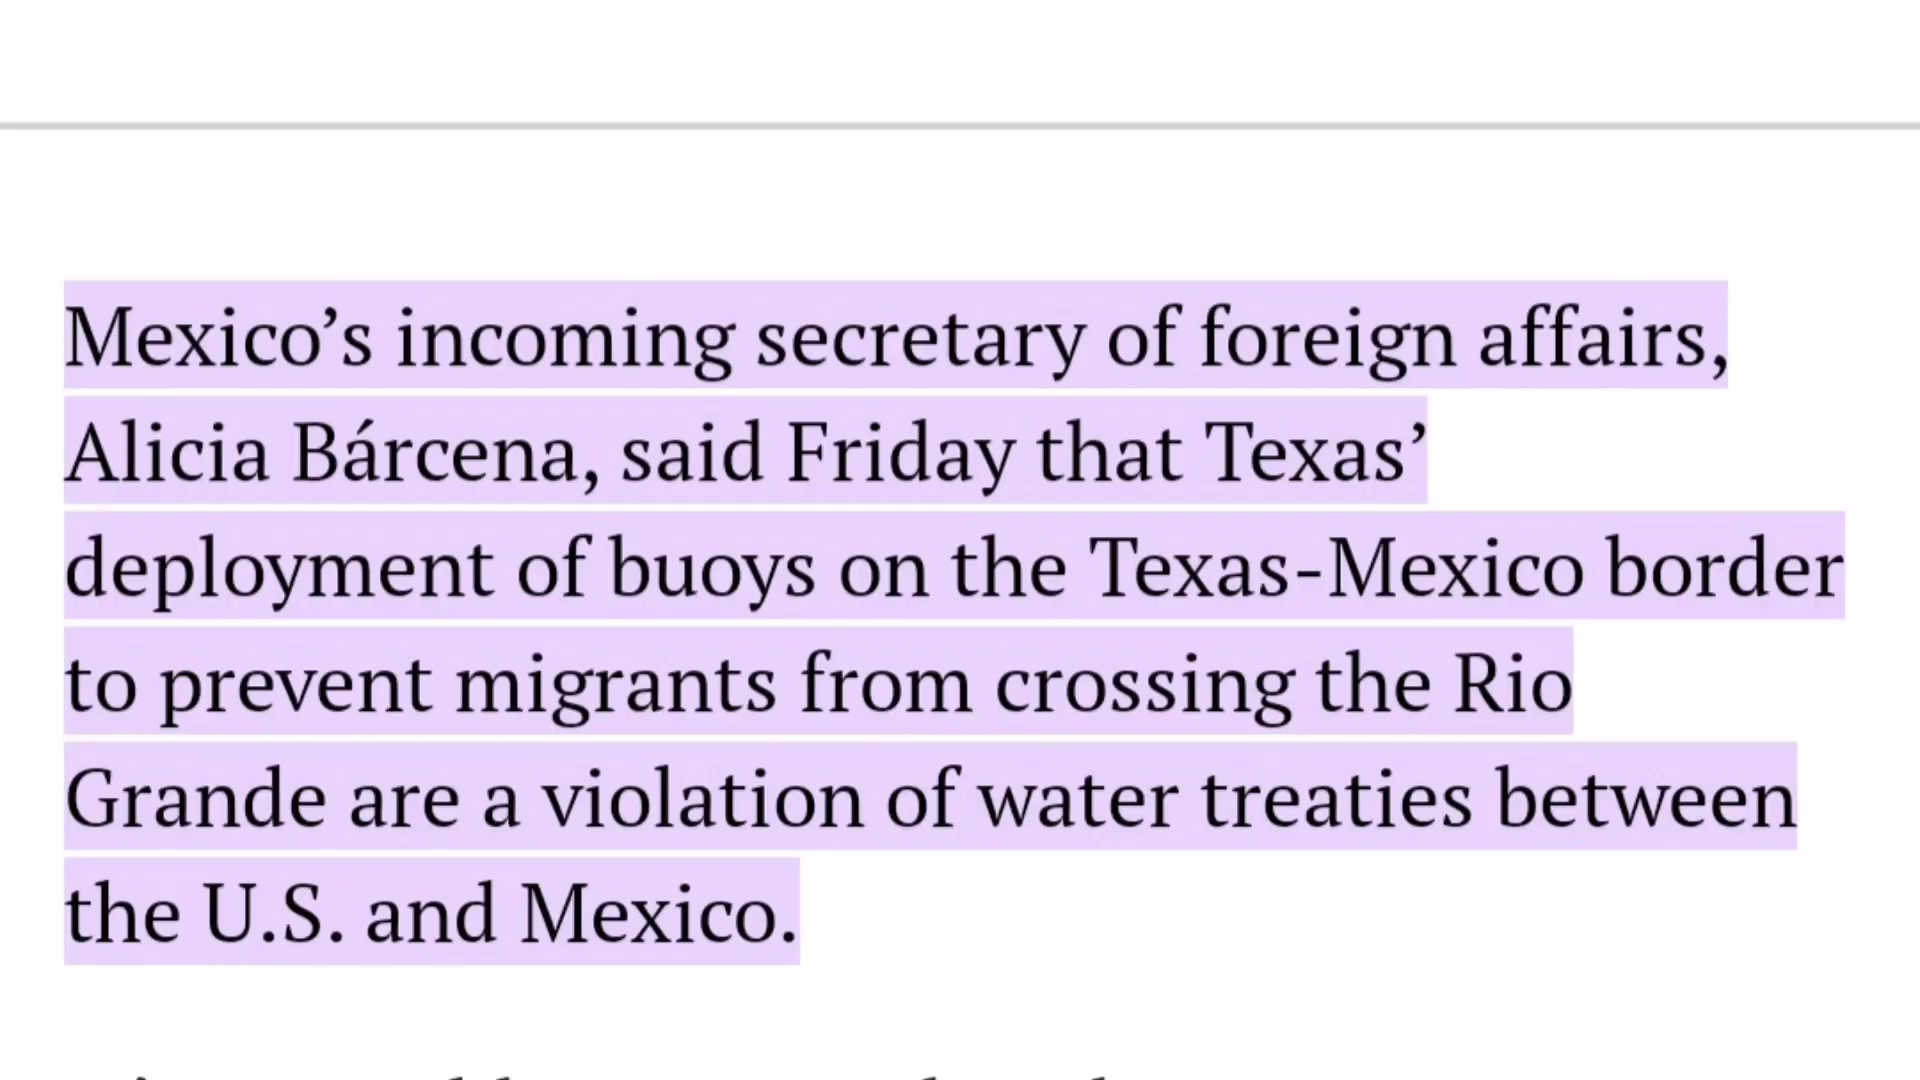 Mexico’s incoming secretary of foreign affairs,
Alicia Bárcena, said Friday that Texas’
deployment of buoys on the Texas-Mexico border
to prevent migrants from crossing the Rio
Grande are a violation of water treaties between
the U.S. and Mexico.